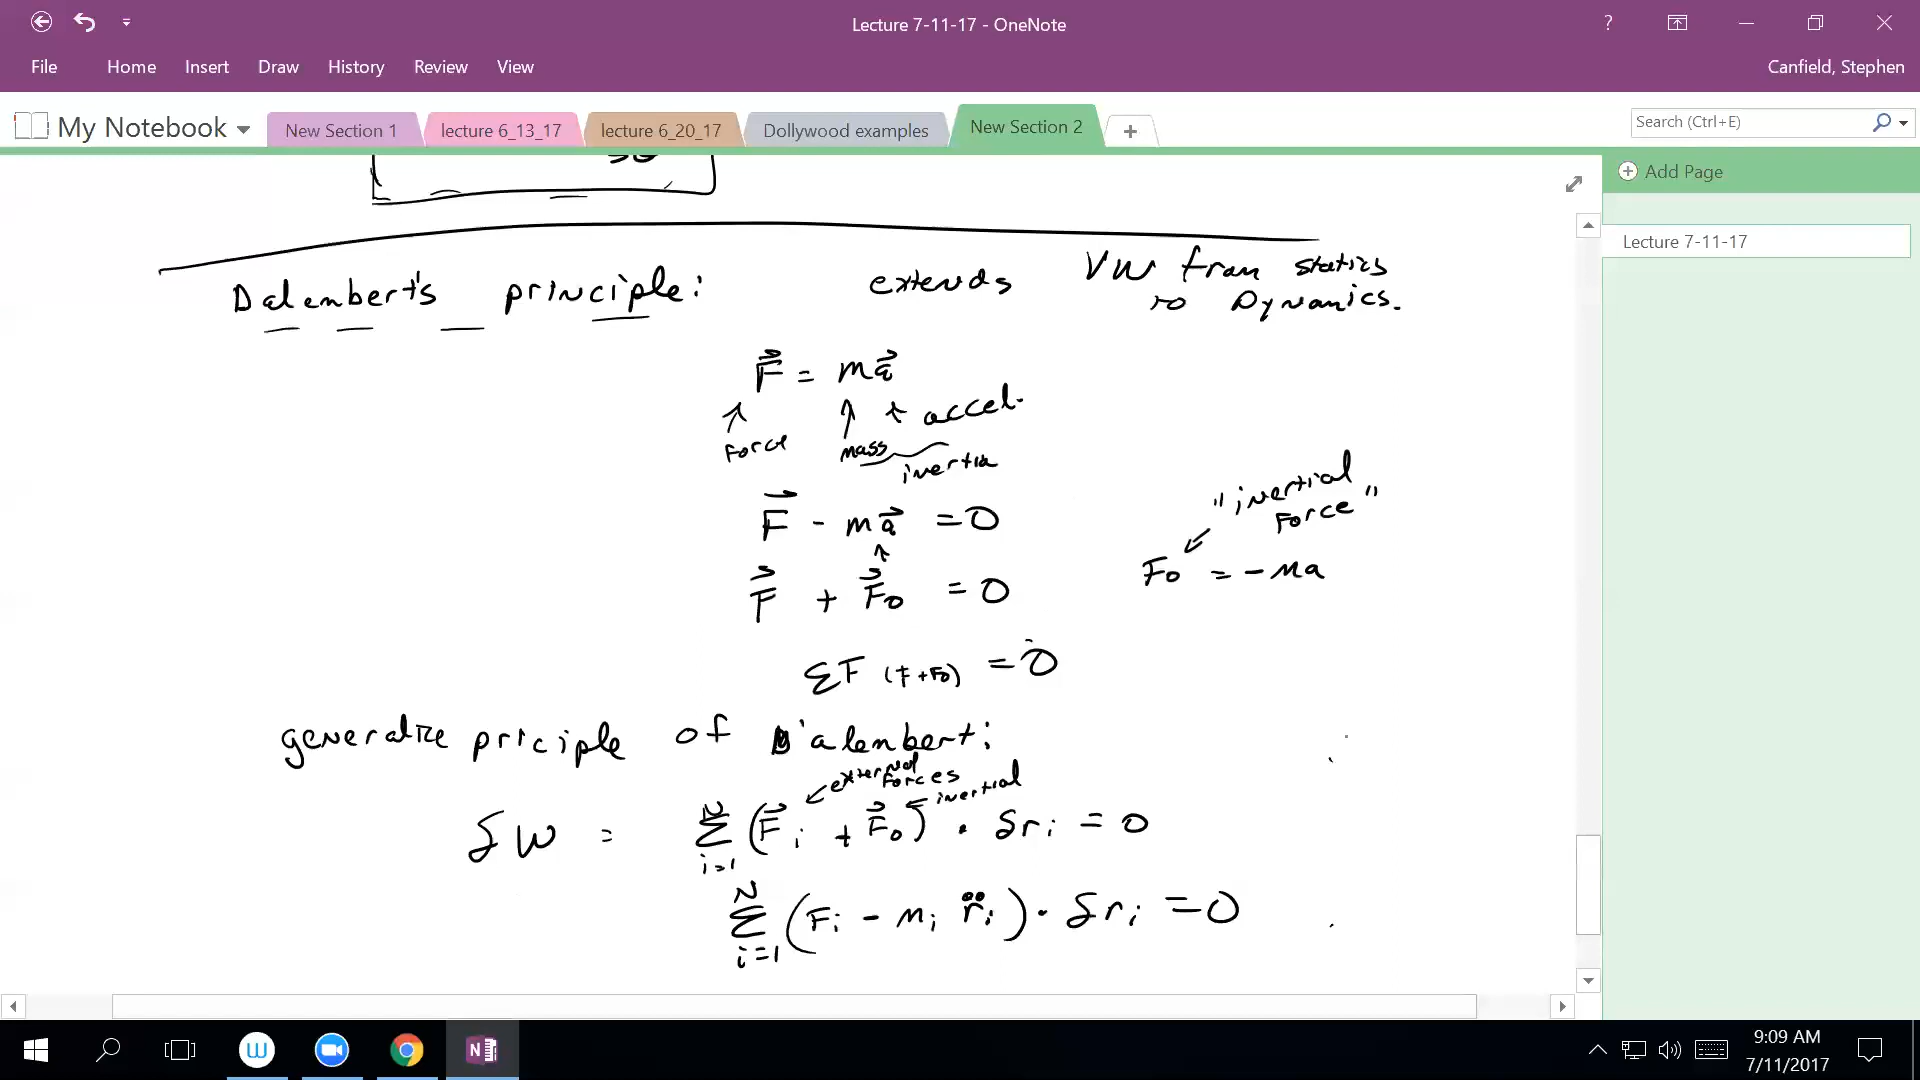 Lecture 7-11-17 - OneNote
?
File Home Insert Draw History Review View
Canfield, Stephen
My Notebook
New Section 1
lecture 6_13_17
lecture 6_20_17
Dollywood examples
New Section 2
+
Search (Ctrl+E)
Add Page
Lecture 7-11-17
Dalembert's principle: extends VW from statics
to Dynamics.
F⃗ = ma⃗
↑ Force ↑ mass ↑ accel.
inertia
F⃗ - ma⃗ = 0
"inertial
Force"
F⃗ + F⃗o = 0
Fo = -ma
ΣF (F+Fo) = 0
generalize priciple of D'alembert:
external
Forces
inertial
δW = Σ_{i=1}^{N} (F⃗i + F⃗o) · δri = 0
Σ_{i=1}^{N} (Fi - mi r̈i) · δri = 0
9:09 AM
7/11/2017